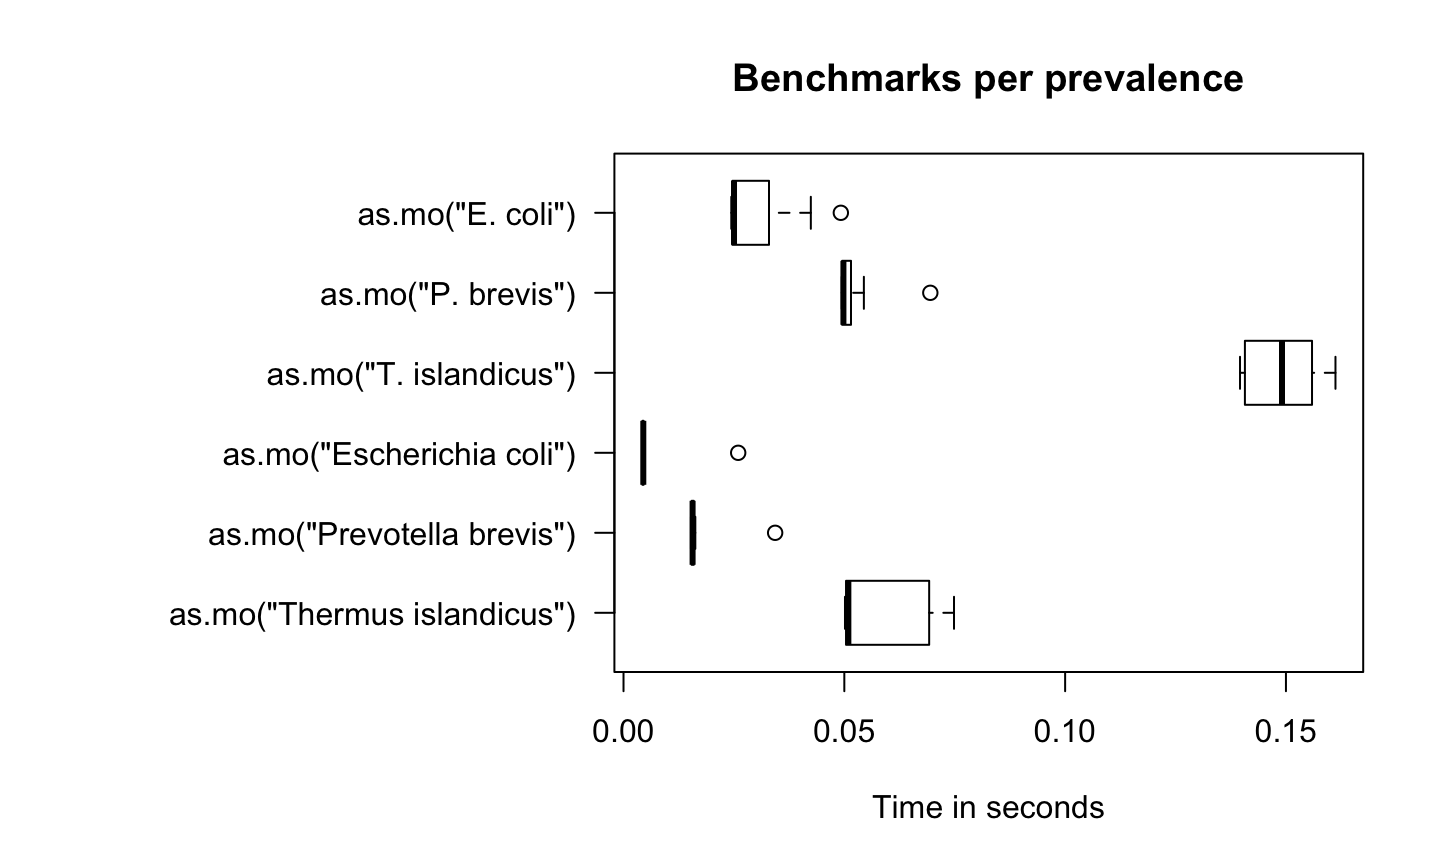 Benchmarks per prevalence
as.mo("E. coli")
as.mo("P. brevis")
as.mo("T. islandicus")
as.mo("Escherichia coli")
as.mo("Prevotella brevis")
as.mo("Thermus islandicus")
0.00 0.05 0.10 0.15
Time in seconds